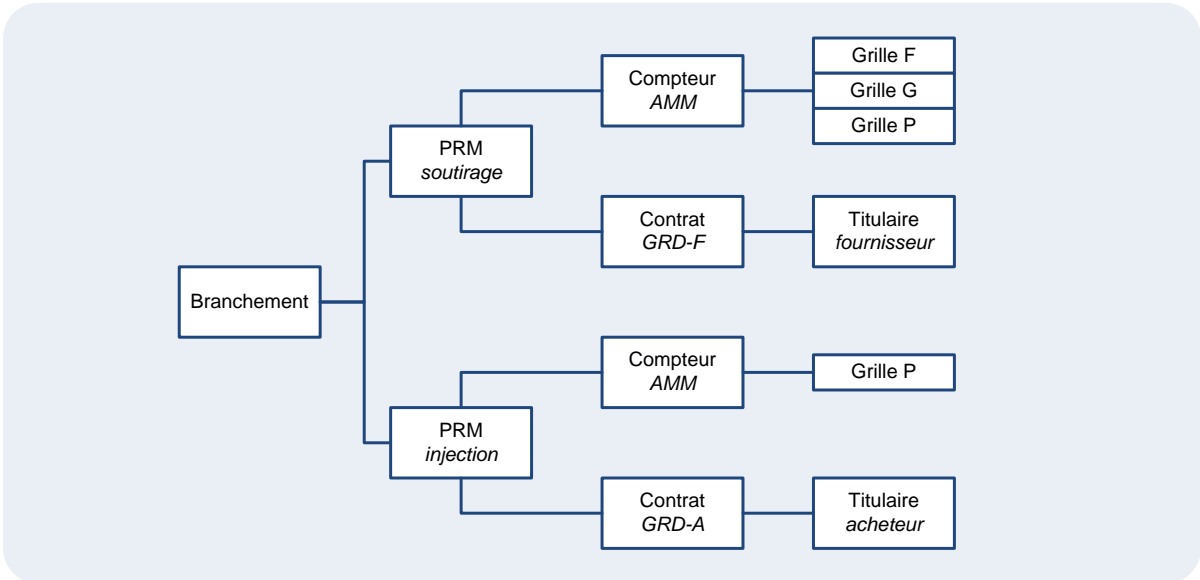 Branchement
PRM
soutirage
Compteur
AMM
Grille F
Grille G
Grille P
Contrat
GRD-F
Titulaire
fournisseur
PRM
injection
Compteur
AMM
Grille P
Contrat
GRD-A
Titulaire
acheteur